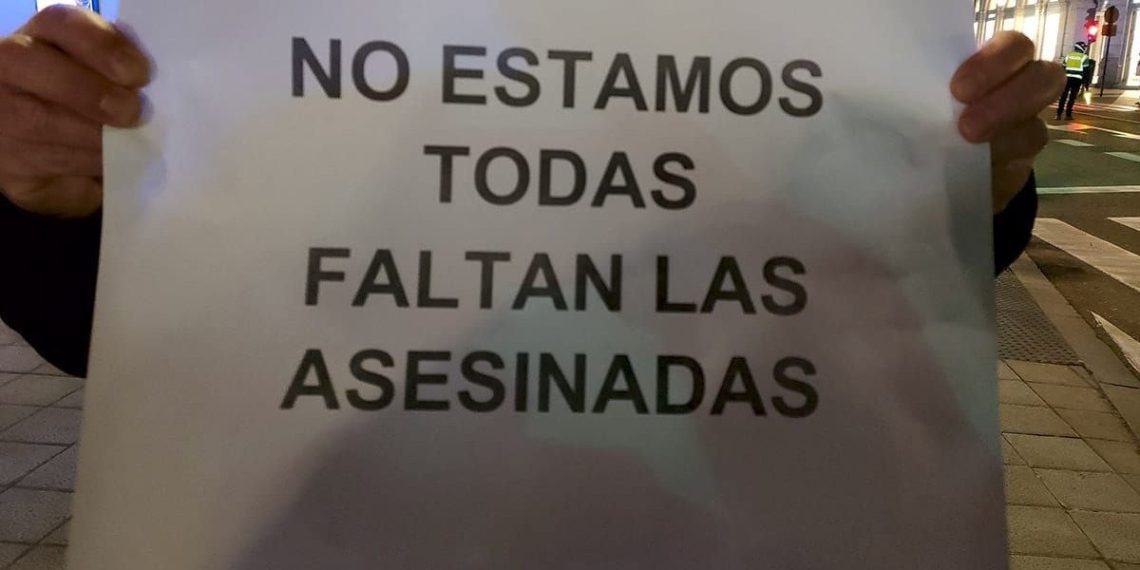 NO ESTAMOS
TODAS
FALTAN LAS
ASESINADAS